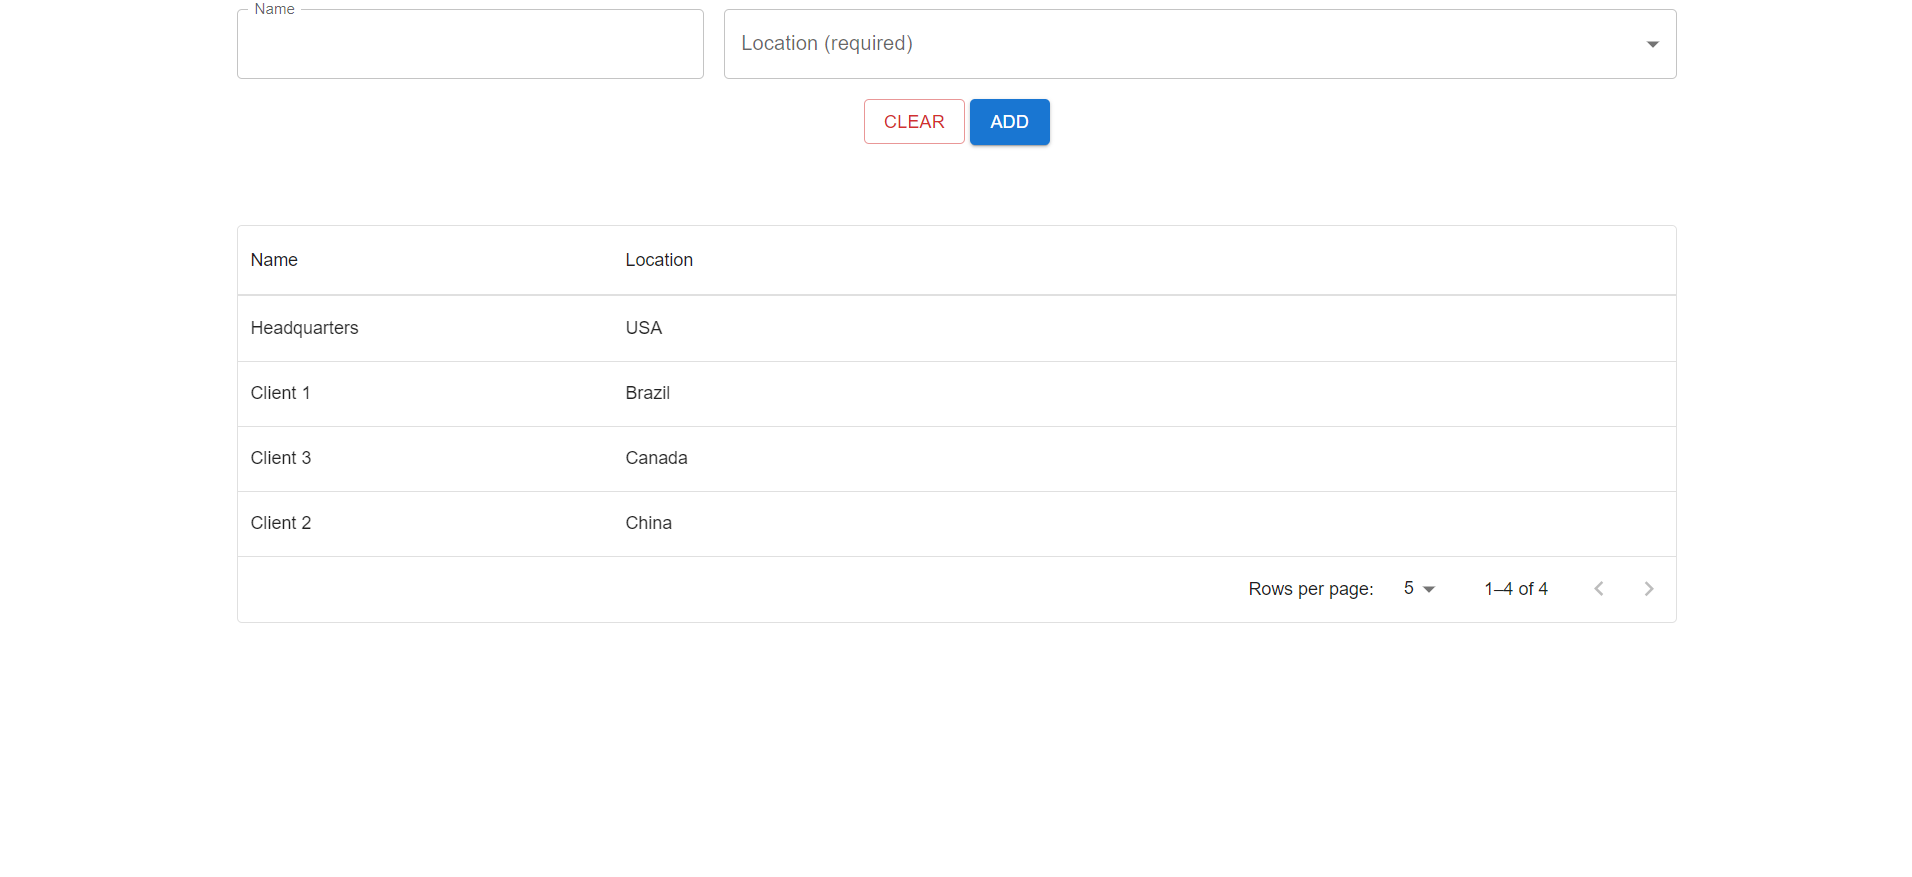 Name
Location (required)
CLEAR ADD
Name Location
Headquarters USA
Client 1 Brazil
Client 3 Canada
Client 2 China
Rows per page: 5 1–4 of 4